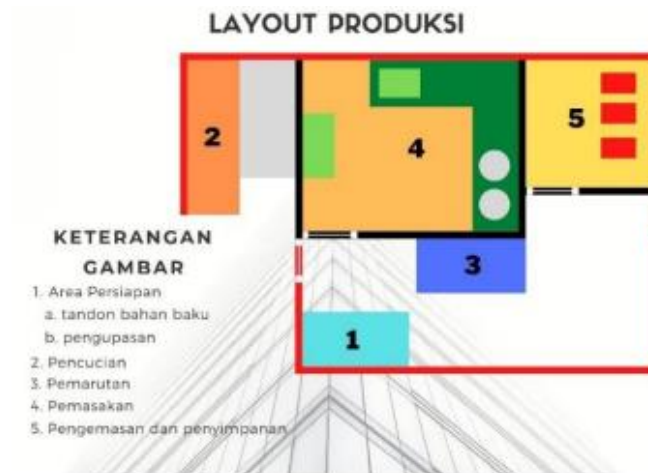 LAYOUT PRODUKSI
2
4
5
3
1
KETERANGAN
GAMBAR
1. Area Persiapan
a. tandon bahan baku
b. pengupasan
2. Pencucian
3. Pemarutan
4. Pemasakan
5. Pengemasan dan penyimpanan